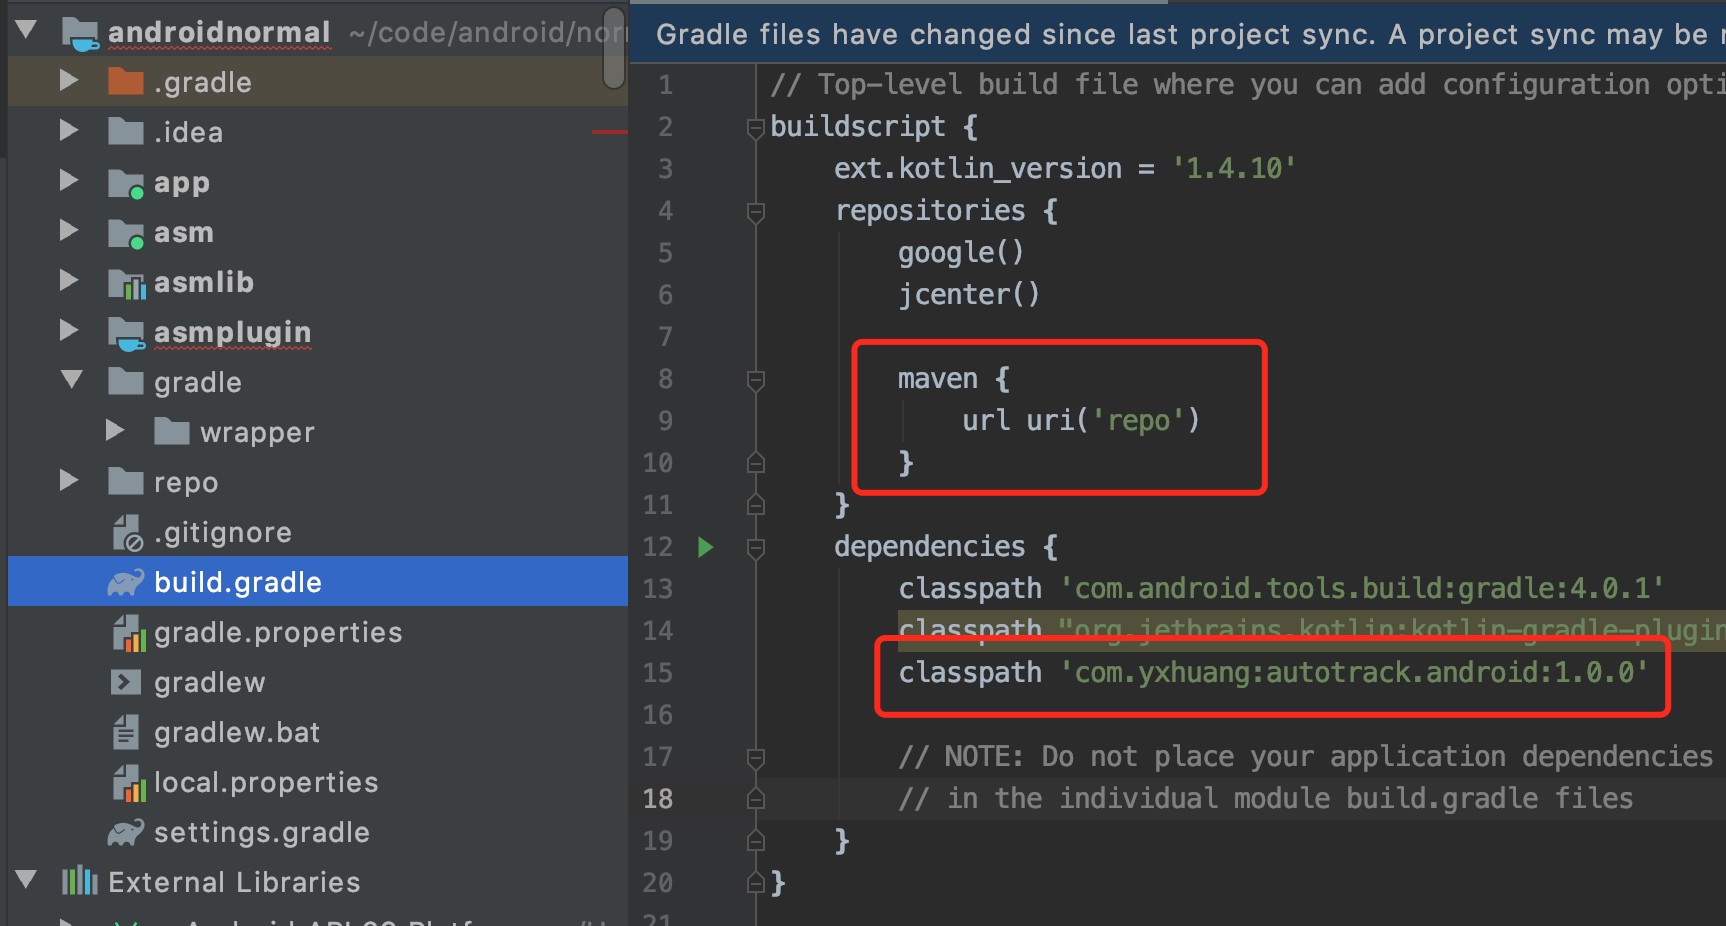 androidnormal ~/code/android/nor
.gradle
.idea
app
asm
asmlib
asmplugin
gradle
wrapper
repo
.gitignore
build.gradle
gradle.properties
gradlew
gradlew.bat
local.properties
settings.gradle
External Libraries
Gradle files have changed since last project sync. A project sync may be
1 // Top-level build file where you can add configuration opti
2 buildscript {
3 ext.kotlin_version = '1.4.10'
4 repositories {
5 google()
6 jcenter()
7
8 maven {
9 url uri('repo')
10 }
11 }
12 dependencies {
13 classpath 'com.android.tools.build:gradle:4.0.1'
14 classpath "org.jetbrains.kotlin:kotlin-gradle-plugin
15 classpath 'com.yxhuang:autotrack.android:1.0.0'
16
17 // NOTE: Do not place your application dependencies
18 // in the individual module build.gradle files
19 }
20 }
21